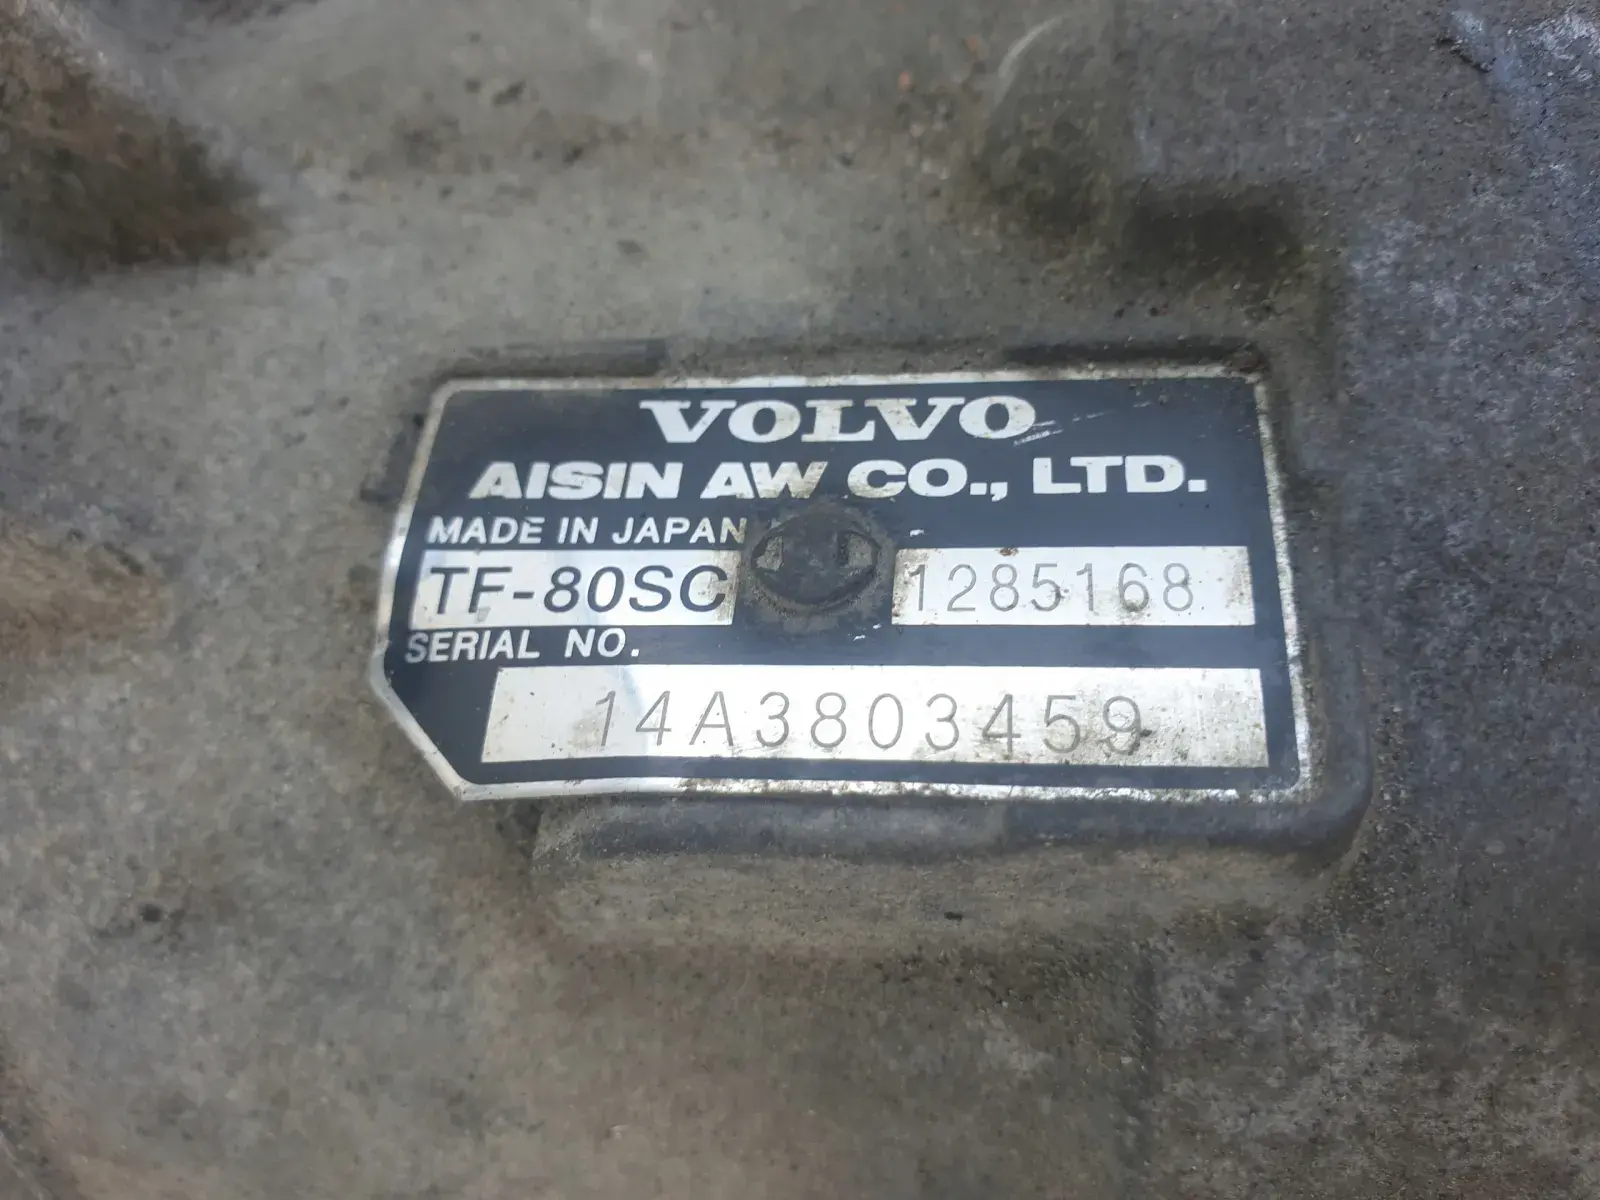 VOLVO
AISIN AW CO., LTD.
MADE IN JAPAN
TF-80SC 1285168
SERIAL NO.
14A3803459